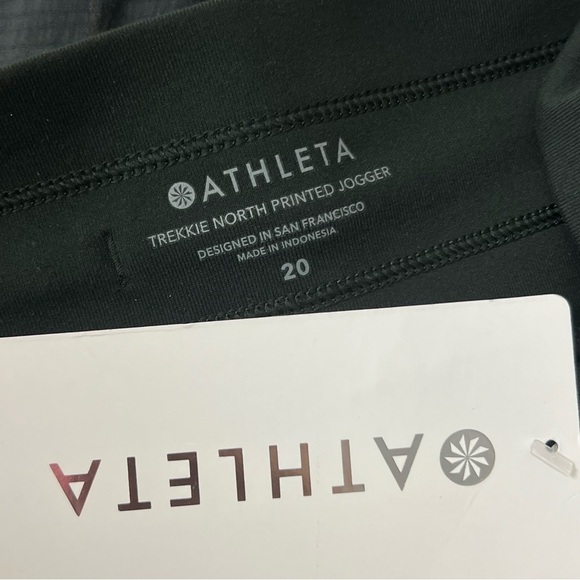 ATHLETA
TREKKIE NORTH PRINTED JOGGER
DESIGNED IN SAN FRANCISCO
MADE IN INDONESIA
20
ATHLETA